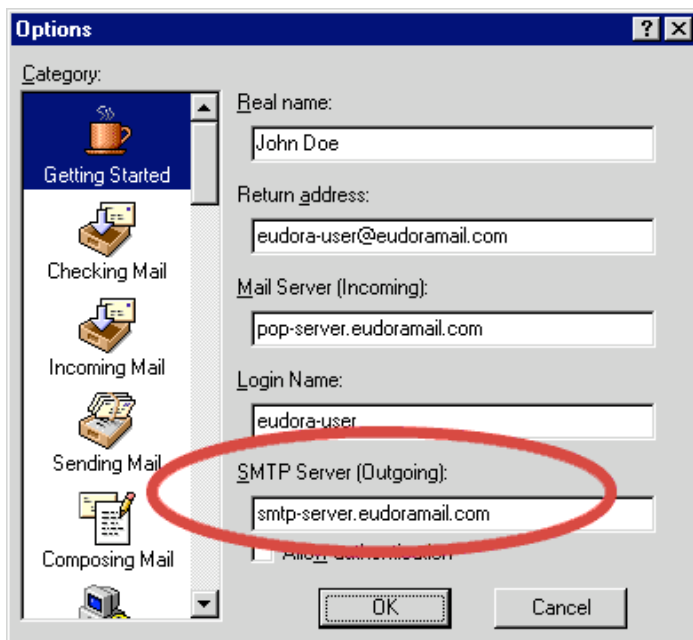 Options
Category:
Getting Started
Checking Mail
Incoming Mail
Sending Mail
Composing Mail
Real name:
John Doe
Return address:
eudora-user@eudoramail.com
Mail Server (Incoming):
pop-server.eudoramail.com
Login Name:
eudora-user
SMTP Server (Outgoing):
smtp-server.eudoramail.com
Allow authentication
OK
Cancel